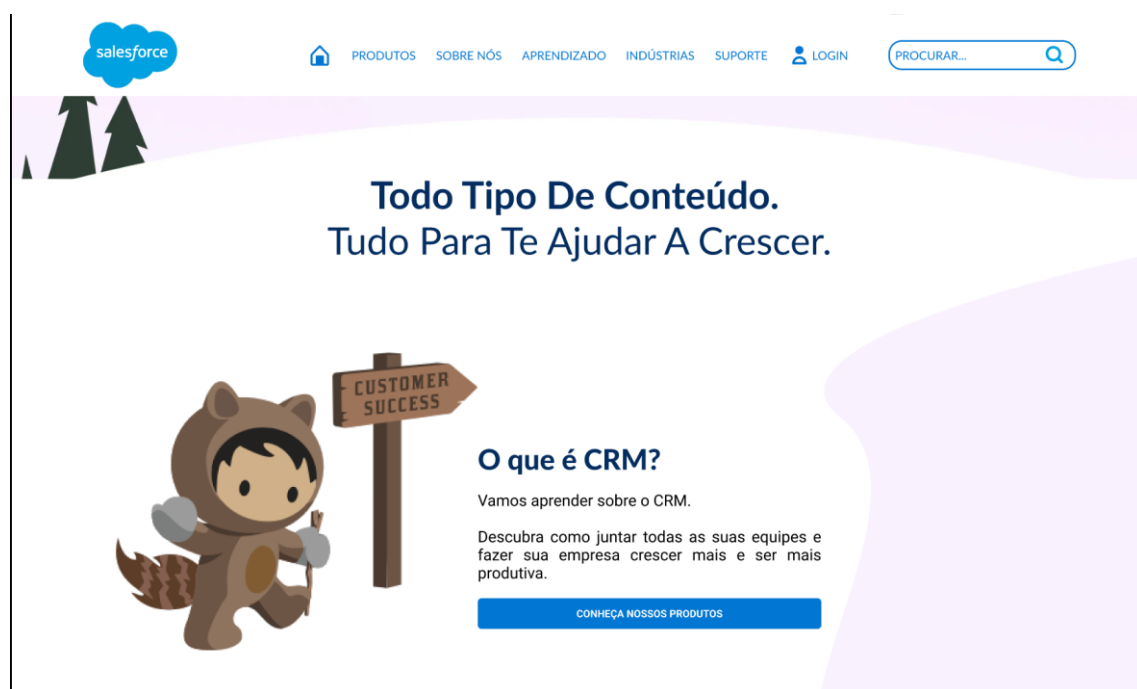 salesforce
PRODUTOS SOBRE NÓS APRENDIZADO INDÚSTRIAS SUPORTE LOGIN PROCURAR...
Todo Tipo De Conteúdo.
Tudo Para Te Ajudar A Crescer.
CUSTOMER
SUCCESS
O que é CRM?
Vamos aprender sobre o CRM.
Descubra como juntar todas as suas equipes e
fazer sua empresa crescer mais e ser mais
produtiva.
CONHEÇA NOSSOS PRODUTOS